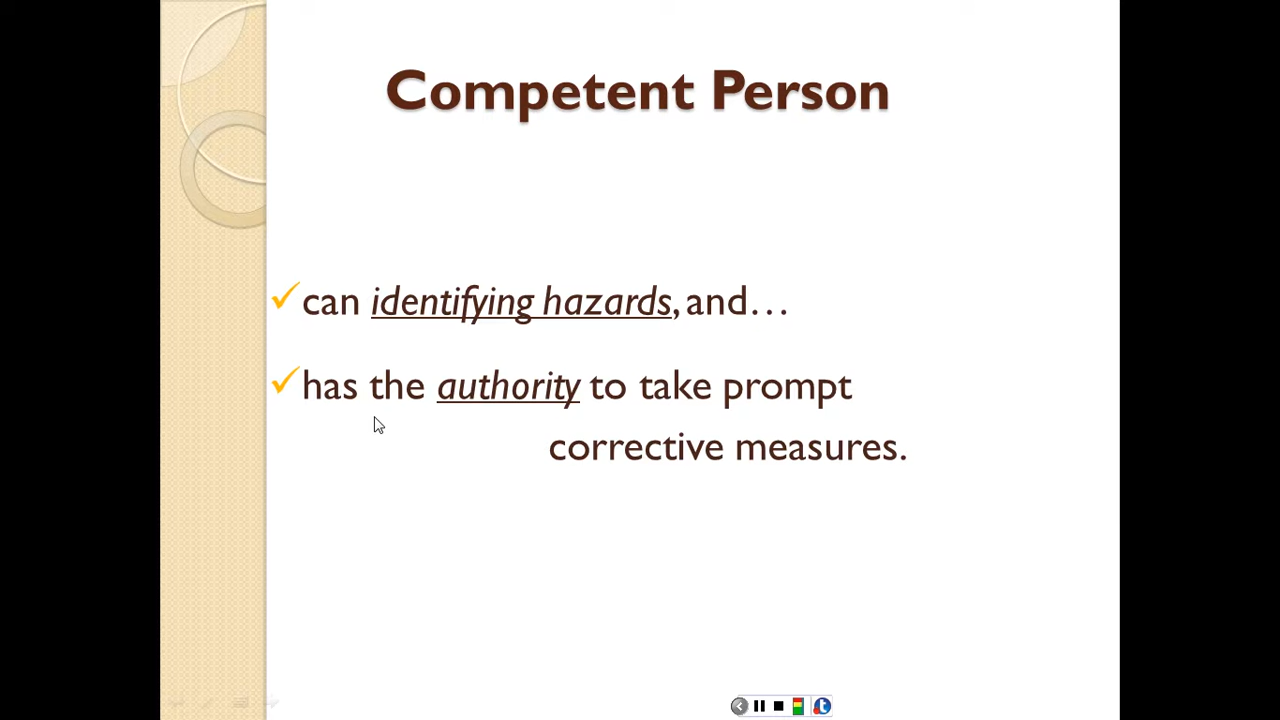 Competent Person
can identifying hazards, and…
has the authority to take prompt
corrective measures.